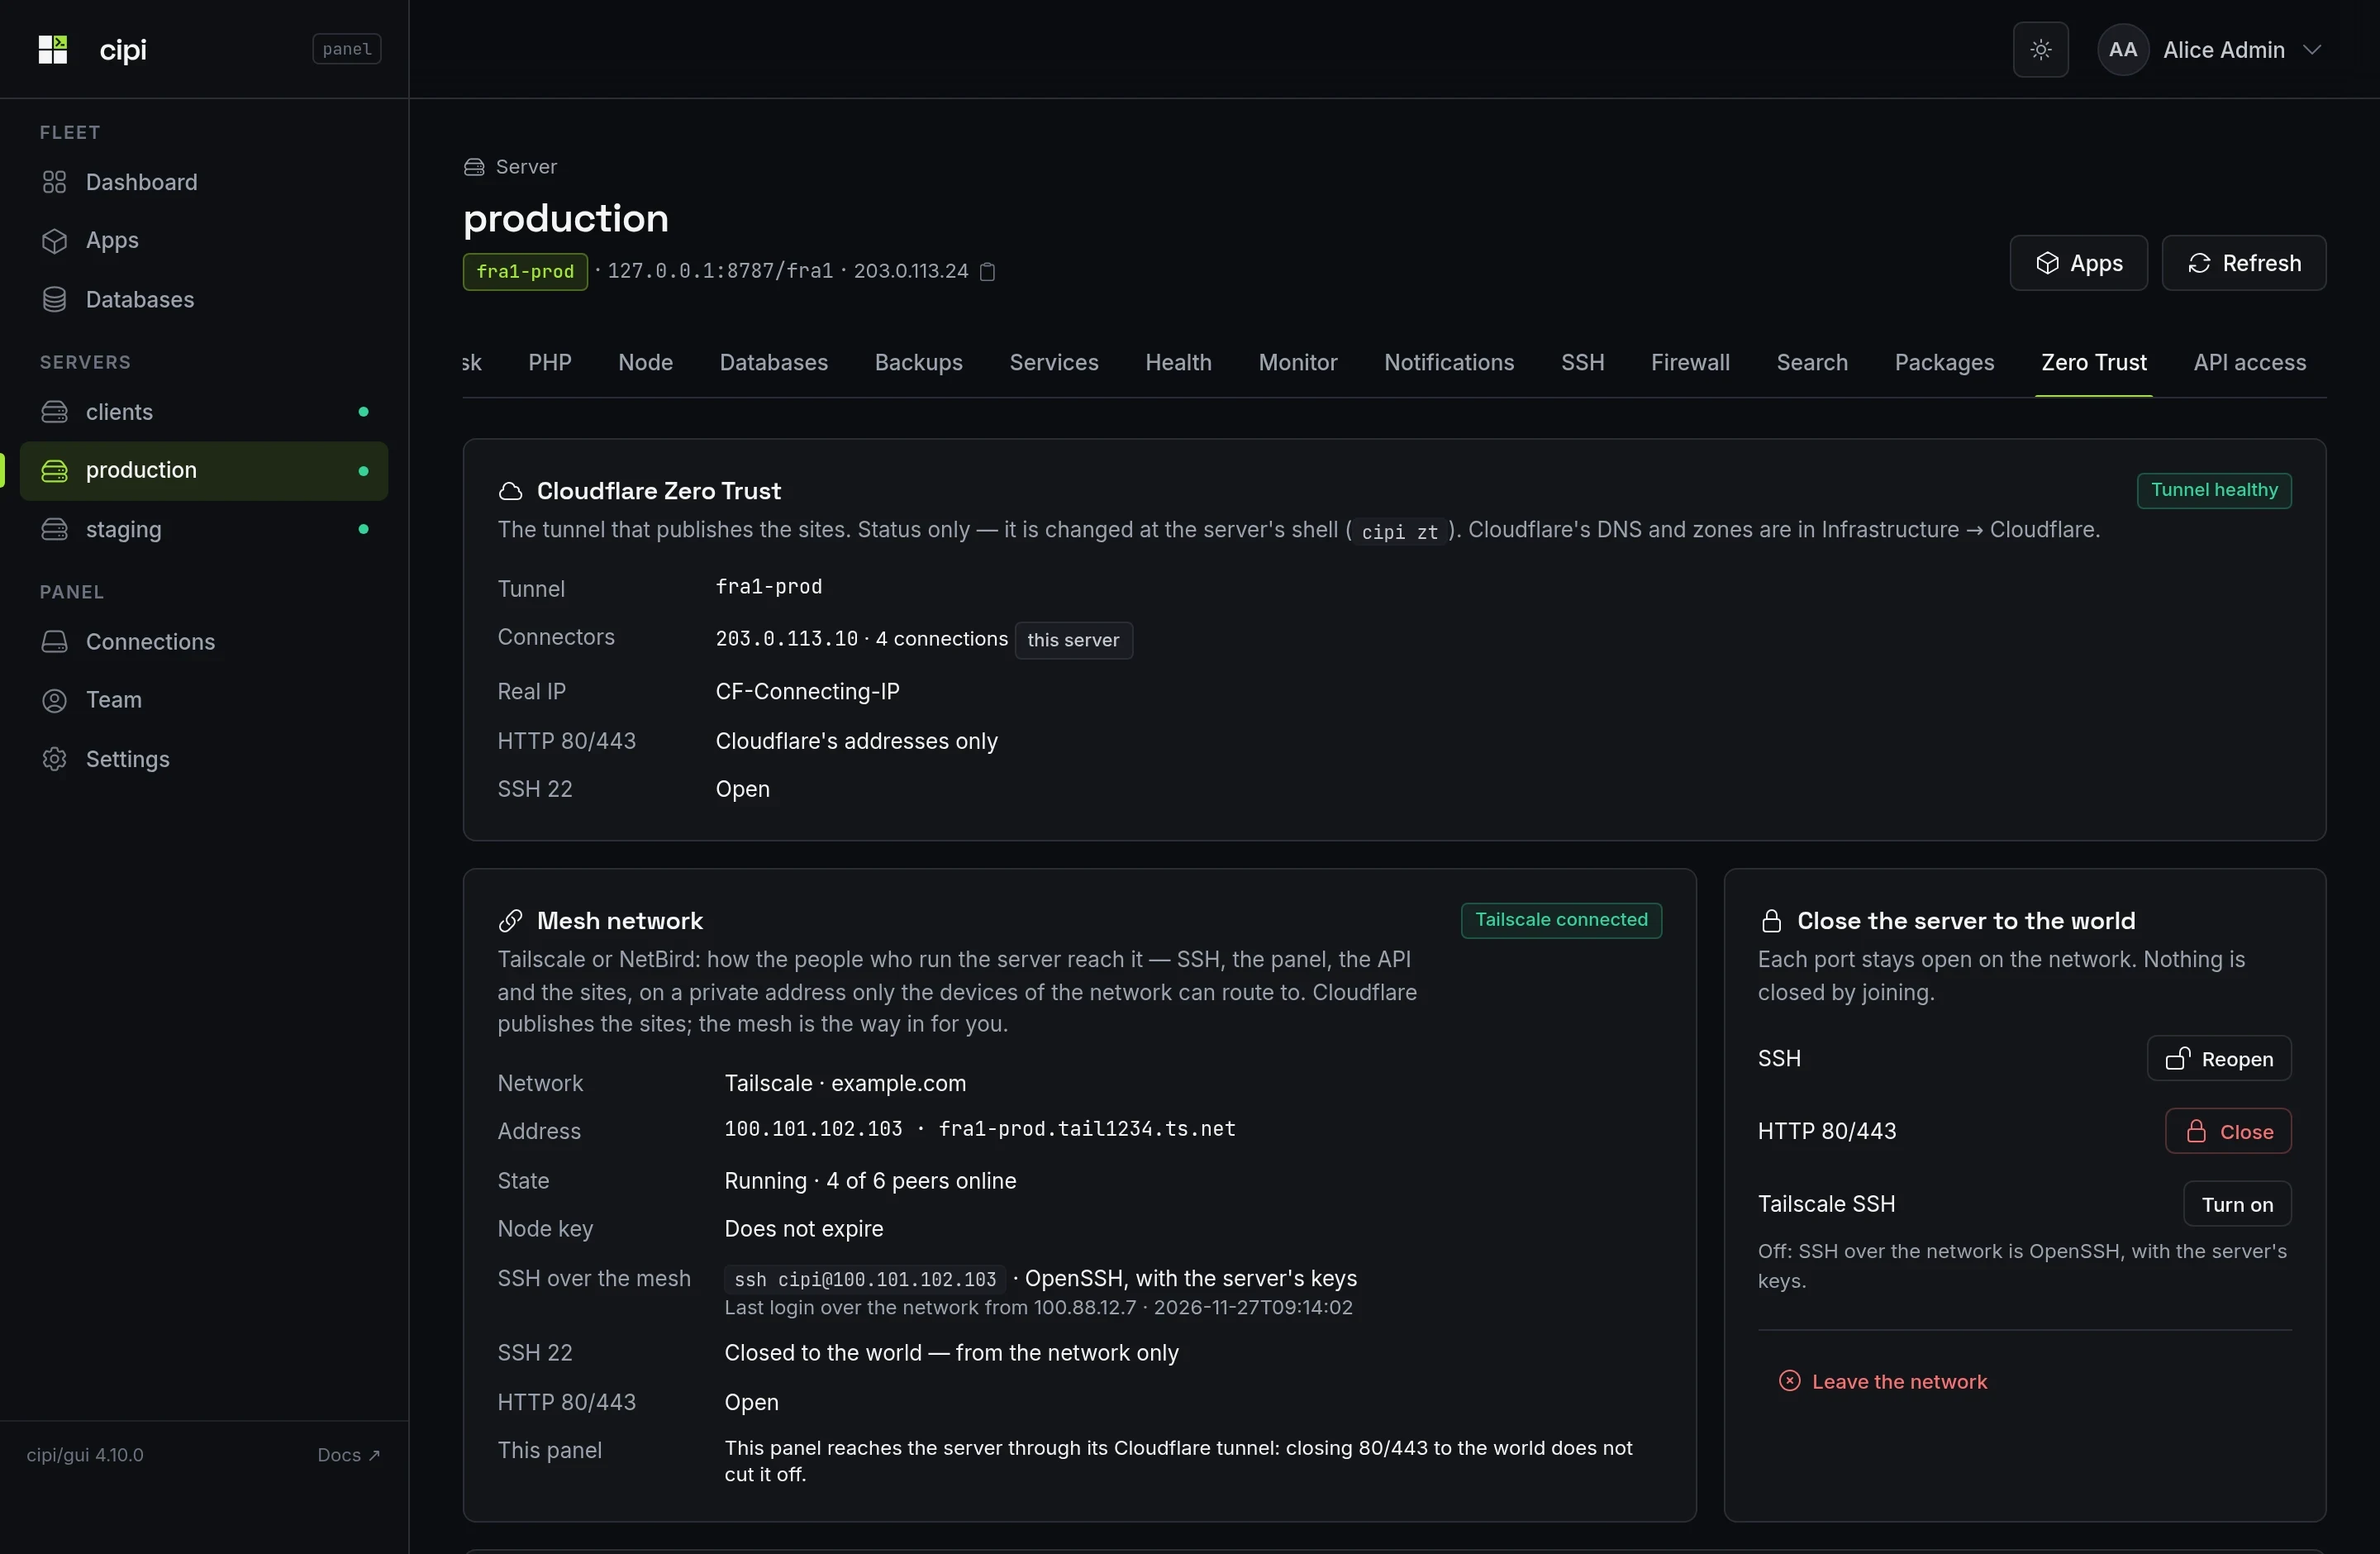 cipi
panel
AA
Alice Admin
FLEET
Dashboard
Apps
Databases
SERVERS
clients
production
staging
PANEL
Connections
Team
Settings
cipi/gui 4.10.0
Docs ↗
Server
production
fra1-prod · 127.0.0.1:8787/fra1 · 203.0.113.24
Apps
Refresh
sk PHP Node Databases Backups Services Health Monitor Notifications SSH Firewall Search Packages Zero Trust API access
Cloudflare Zero Trust
Tunnel healthy
The tunnel that publishes the sites. Status only — it is changed at the server's shell ( cipi zt ). Cloudflare's DNS and zones are in Infrastructure → Cloudflare.
Tunnel fra1-prod
Connectors 203.0.113.10 · 4 connections this server
Real IP CF-Connecting-IP
HTTP 80/443 Cloudflare's addresses only
SSH 22 Open
Mesh network
Tailscale connected
Tailscale or NetBird: how the people who run the server reach it — SSH, the panel, the API
and the sites, on a private address only the devices of the network can route to. Cloudflare
publishes the sites; the mesh is the way in for you.
Network Tailscale · example.com
Address 100.101.102.103 · fra1-prod.tail1234.ts.net
State Running · 4 of 6 peers online
Node key Does not expire
SSH over the mesh ssh cipi@100.101.102.103 · OpenSSH, with the server's keys
Last login over the network from 100.88.12.7 · 2026-11-27T09:14:02
SSH 22 Closed to the world — from the network only
HTTP 80/443 Open
This panel This panel reaches the server through its Cloudflare tunnel: closing 80/443 to the world does not
cut it off.
Close the server to the world
Each port stays open on the network. Nothing is
closed by joining.
SSH Reopen
HTTP 80/443 Close
Tailscale SSH Turn on
Off: SSH over the network is OpenSSH, with the server's
keys.
Leave the network